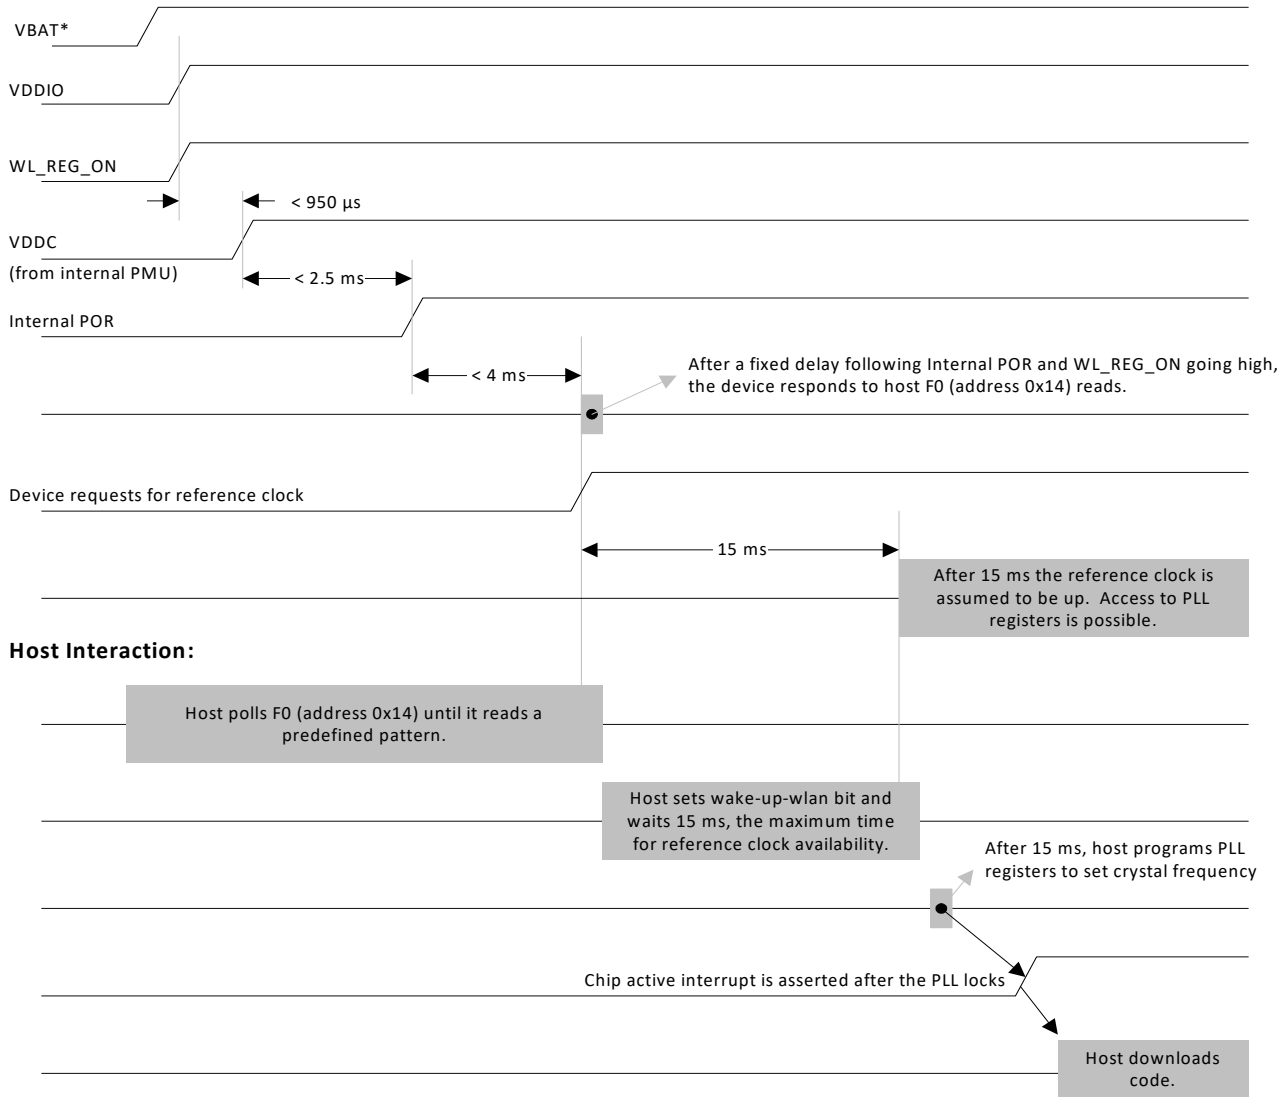 VBAT*
VDDIO
WL_REG_ON
< 950 µs
VDDC
(from internal PMU)
< 2.5 ms
Internal POR
< 4 ms
After a fixed delay following Internal POR and WL_REG_ON going high,
the device responds to host F0 (address 0x14) reads.
Device requests for reference clock
15 ms
After 15 ms the reference clock is
assumed to be up. Access to PLL
registers is possible.
Host Interaction:
Host polls F0 (address 0x14) until it reads a
predefined pattern.
Host sets wake-up-wlan bit and
waits 15 ms, the maximum time
for reference clock availability.
After 15 ms, host programs PLL
registers to set crystal frequency
Chip active interrupt is asserted after the PLL locks
Host downloads
code.